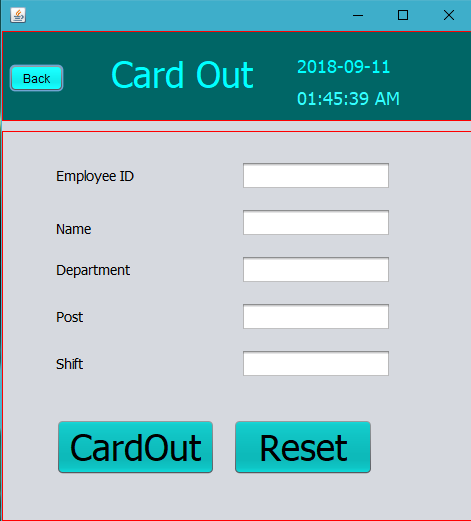 Back
Card Out
2018-09-11
01:45:39 AM
Employee ID
Name
Department
Post
Shift
CardOut
Reset